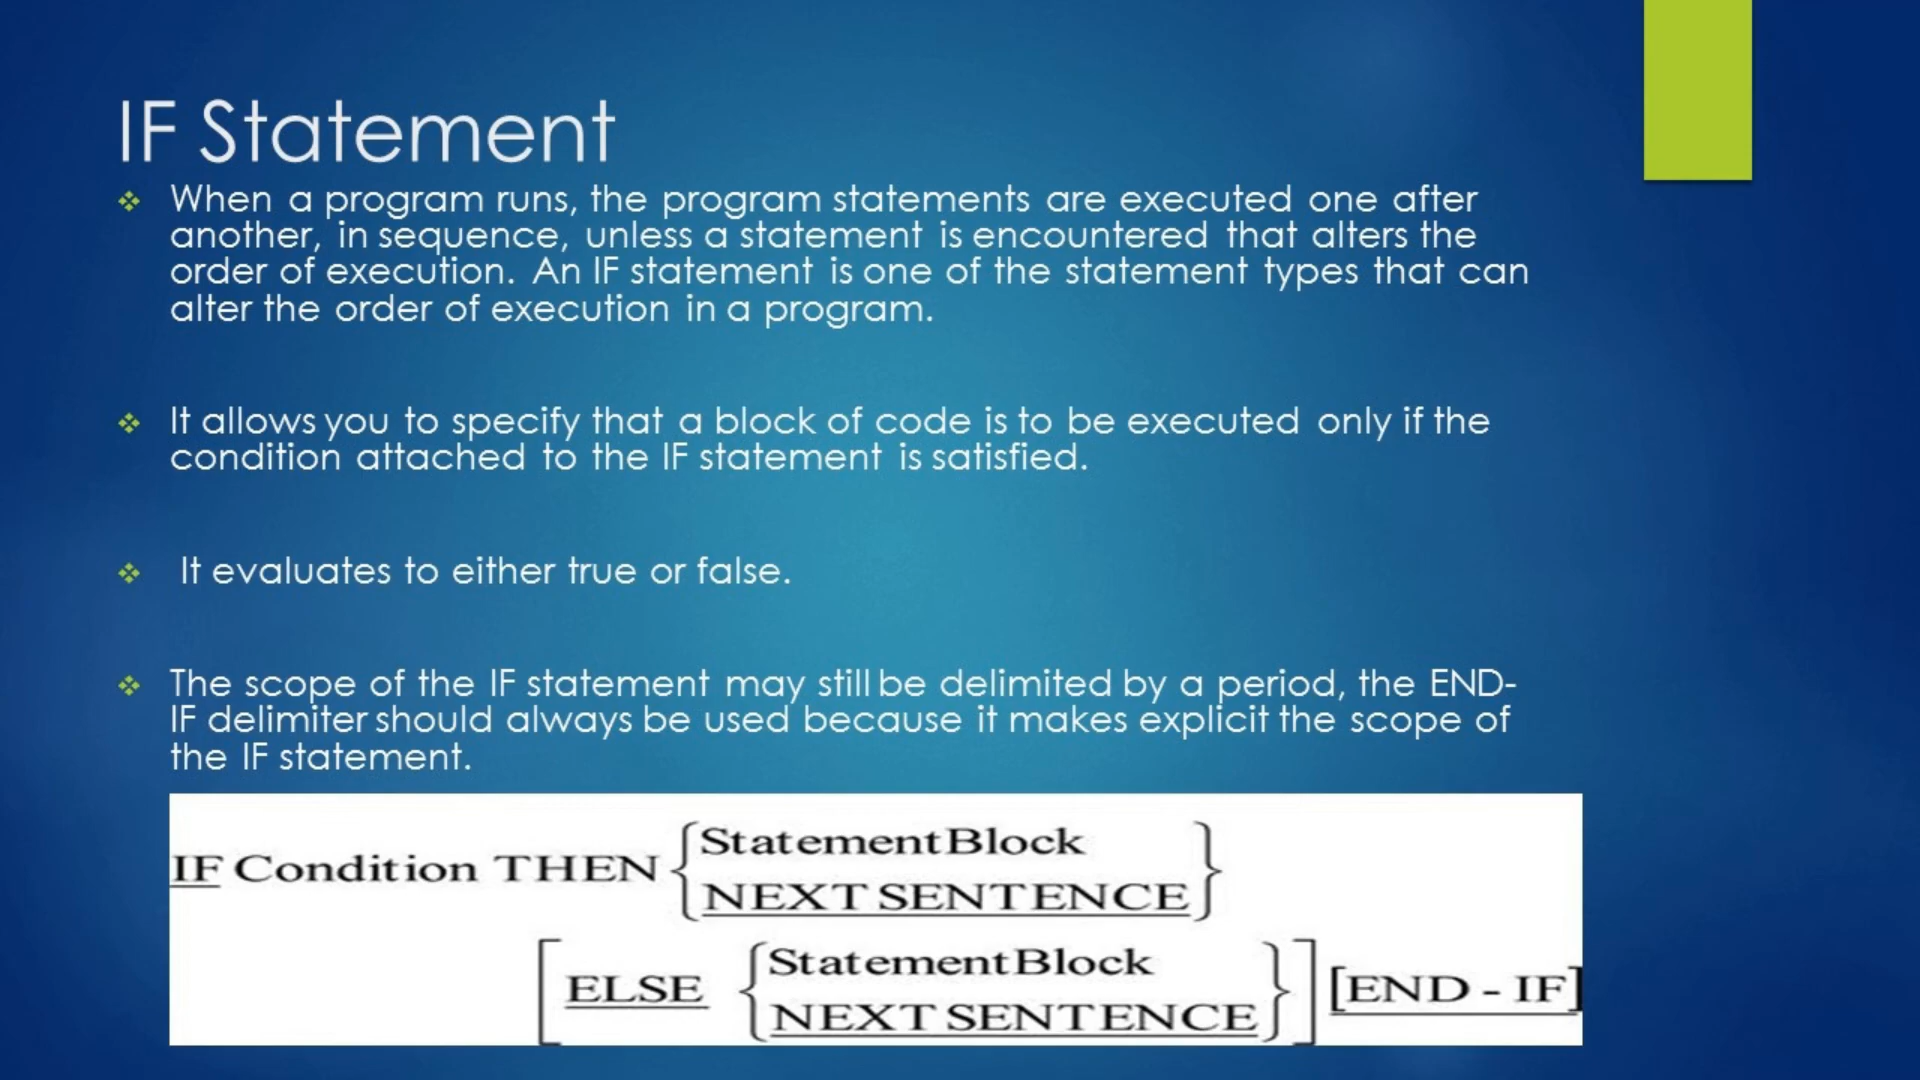 IF Statement
When a program runs, the program statements are executed one after
another, in sequence, unless a statement is encountered that alters the
order of execution. An IF statement is one of the statement types that can
alter the order of execution in a program.
It allows you to specify that a block of code is to be executed only if the
condition attached to the IF statement is satisfied.
It evaluates to either true or false.
The scope of the IF statement may still be delimited by a period, the END-
IF delimiter should always be used because it makes explicit the scope of
the IF statement.
StatementBlock
IF Condition THEN
NEXT SENTENCE
StatementBlock
ELSE [END - IF]
NEXT SENTENCE